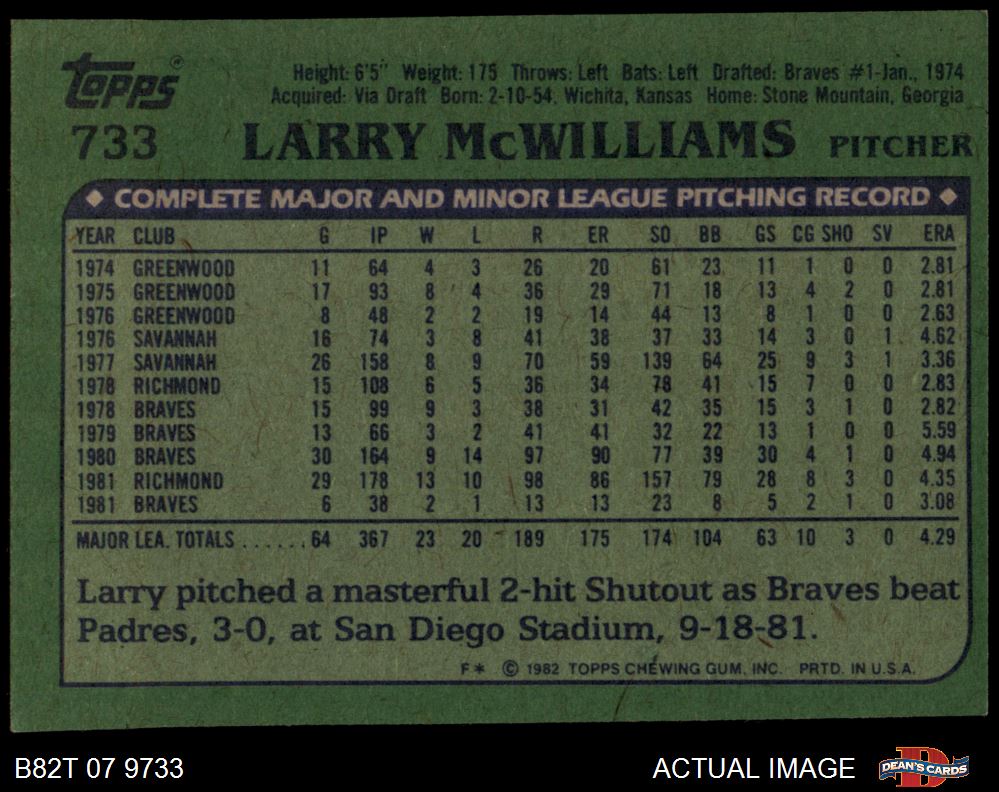 Topps®
Height: 6'5" Weight: 175 Throws: Left Bats: Left Drafted: Braves #1-Jan., 1974
Acquired: Via Draft Born: 2-10-54, Wichita, Kansas Home: Stone Mountain, Georgia
733 LARRY McWILLIAMS PITCHER
◆ COMPLETE MAJOR AND MINOR LEAGUE PITCHING RECORD ◆
YEAR CLUB G IP W L R ER SO BB GS CG SHO SV ERA
1974 GREENWOOD 11 64 4 3 26 20 61 23 11 1 0 0 2.81
1975 GREENWOOD 17 93 8 4 36 29 71 18 13 4 2 0 2.81
1976 GREENWOOD 8 48 2 2 19 14 44 13 8 1 0 0 2.63
1976 SAVANNAH 16 74 3 8 41 38 37 33 14 3 0 1 4.62
1977 SAVANNAH 26 158 8 9 70 59 139 64 25 9 3 1 3.36
1978 RICHMOND 15 108 6 5 36 34 78 41 15 7 0 0 2.83
1978 BRAVES 15 99 9 3 38 31 42 35 15 3 1 0 2.82
1979 BRAVES 13 66 3 2 41 41 32 22 13 1 0 0 5.59
1980 BRAVES 30 164 9 14 97 90 77 39 30 4 1 0 4.94
1981 RICHMOND 29 178 13 10 98 86 157 79 28 8 3 0 4.35
1981 BRAVES 6 38 2 1 13 13 23 8 5 2 1 0 3.08
MAJOR LEA. TOTALS ...... 64 367 23 20 189 175 174 104 63 10 3 0 4.29
Larry pitched a masterful 2-hit Shutout as Braves beat
Padres, 3-0, at San Diego Stadium, 9-18-81.
F* © 1982 TOPPS CHEWING GUM, INC. PRTD. IN U.S.A.
B82T 07 9733 ACTUAL IMAGE DEAN'S CARDS